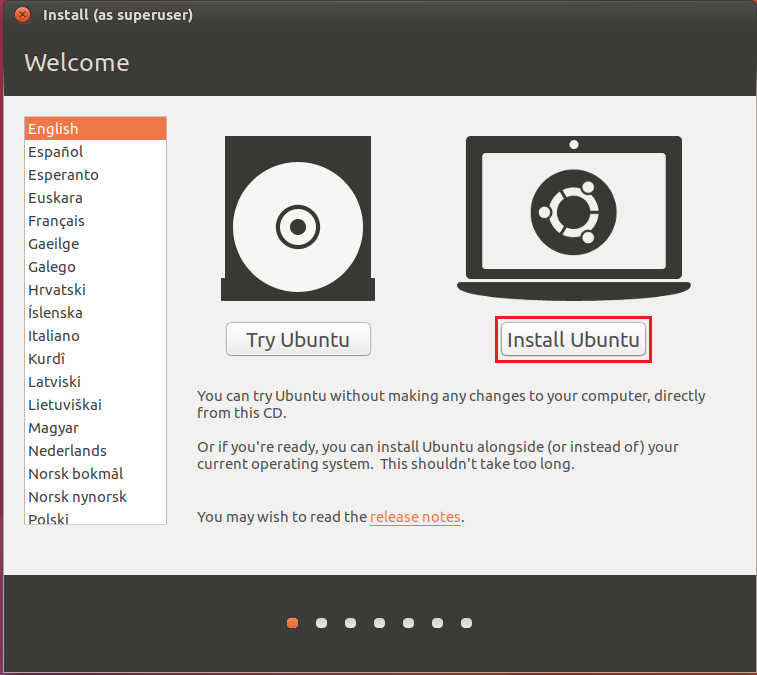 Install (as superuser)
Welcome
English
Español
Esperanto
Euskara
Français
Gaeilge
Galego
Hrvatski
Íslenska
Italiano
Kurdî
Latviski
Lietuviškai
Magyar
Nederlands
Norsk bokmål
Norsk nynorsk
Polski
Try Ubuntu
Install Ubuntu
You can try Ubuntu without making any changes to your computer, directly
from this CD.
Or if you're ready, you can install Ubuntu alongside (or instead of) your
current operating system.  This shouldn't take too long.
You may wish to read the release notes.